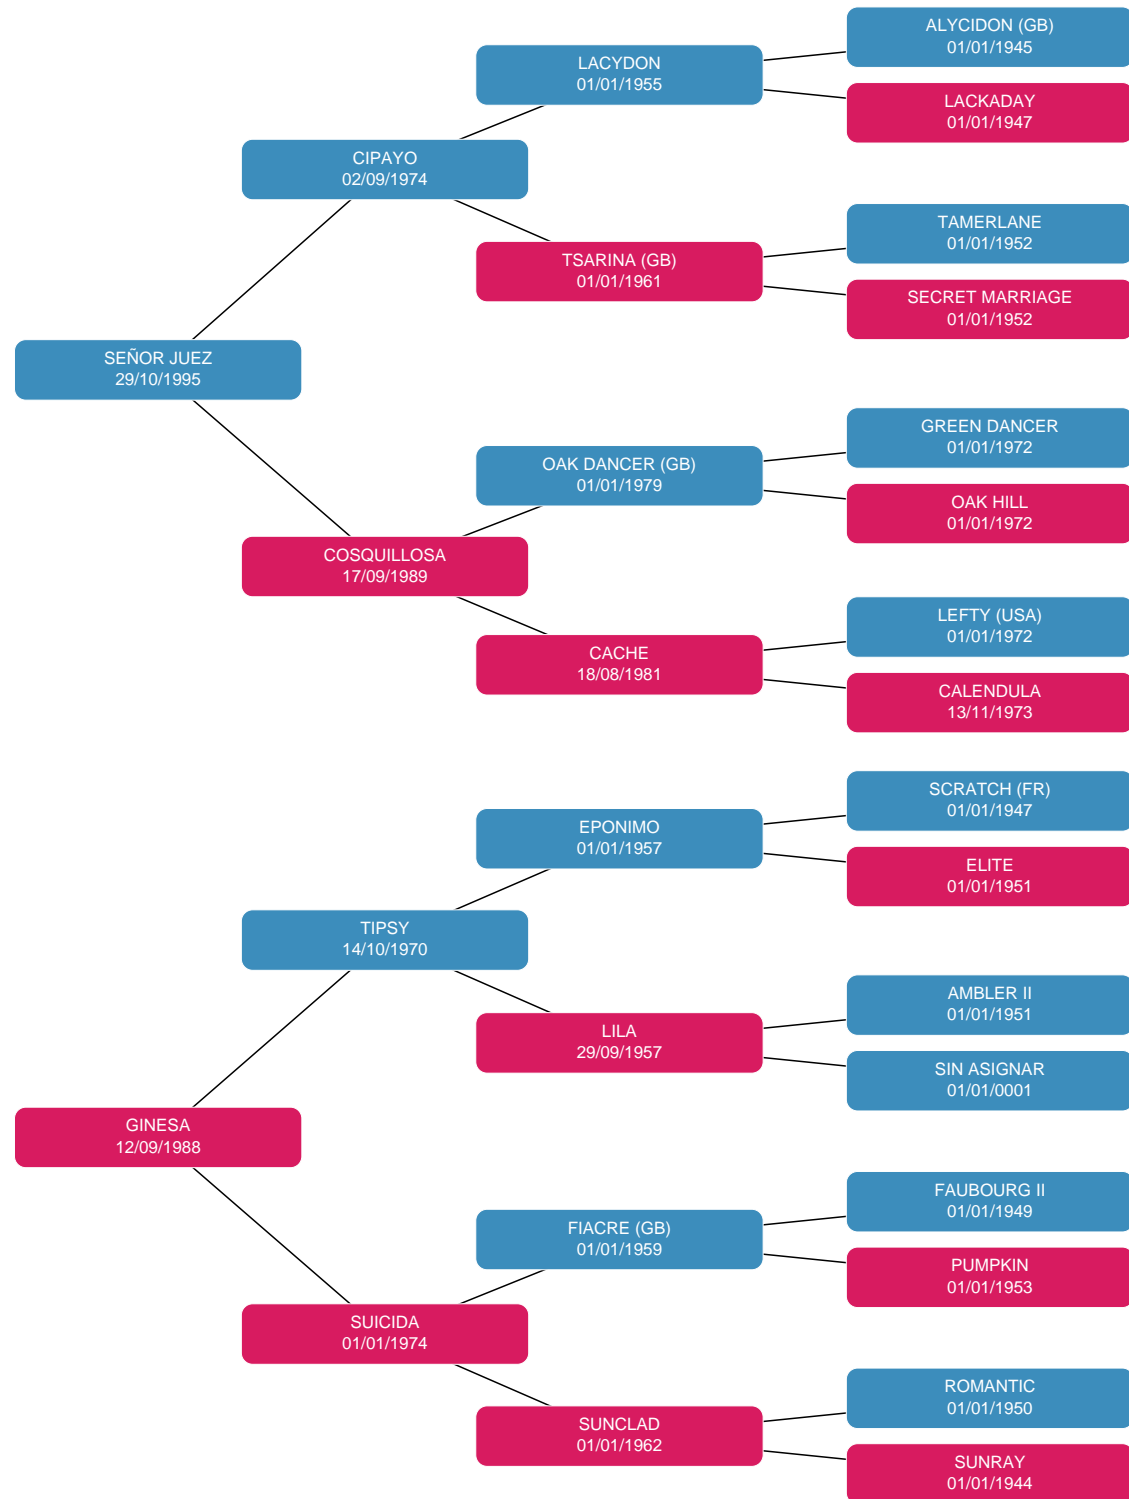 ALYCIDON (GB)
01/01/1945
LACYDON
01/01/1955
LACKADAY
01/01/1947
CIPAYO
02/09/1974
TAMERLANE
01/01/1952
TSARINA (GB)
01/01/1961
SECRET MARRIAGE
01/01/1952
SEÑOR JUEZ
29/10/1995
GREEN DANCER
01/01/1972
OAK DANCER (GB)
01/01/1979
OAK HILL
01/01/1972
COSQUILLOSA
17/09/1989
LEFTY (USA)
01/01/1972
CACHE
18/08/1981
CALENDULA
13/11/1973
SCRATCH (FR)
01/01/1947
EPONIMO
01/01/1957
ELITE
01/01/1951
TIPSY
14/10/1970
AMBLER II
01/01/1951
LILA
29/09/1957
SIN ASIGNAR
01/01/0001
GINESA
12/09/1988
FAUBOURG II
01/01/1949
FIACRE (GB)
01/01/1959
PUMPKIN
01/01/1953
SUICIDA
01/01/1974
ROMANTIC
01/01/1950
SUNCLAD
01/01/1962
SUNRAY
01/01/1944